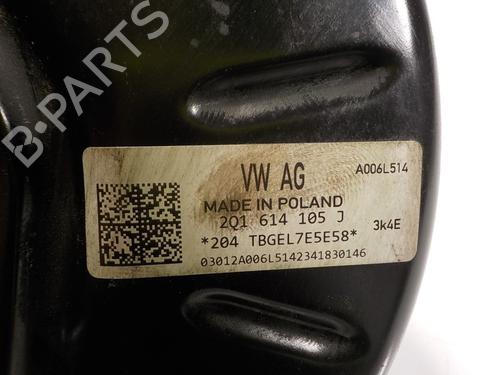 B-PARTS
VW AG
A006L514
MADE IN POLAND
2Q1 614 105 J
3k4E
*204 TBGEL7E5E58*
03012A006L5142341830146